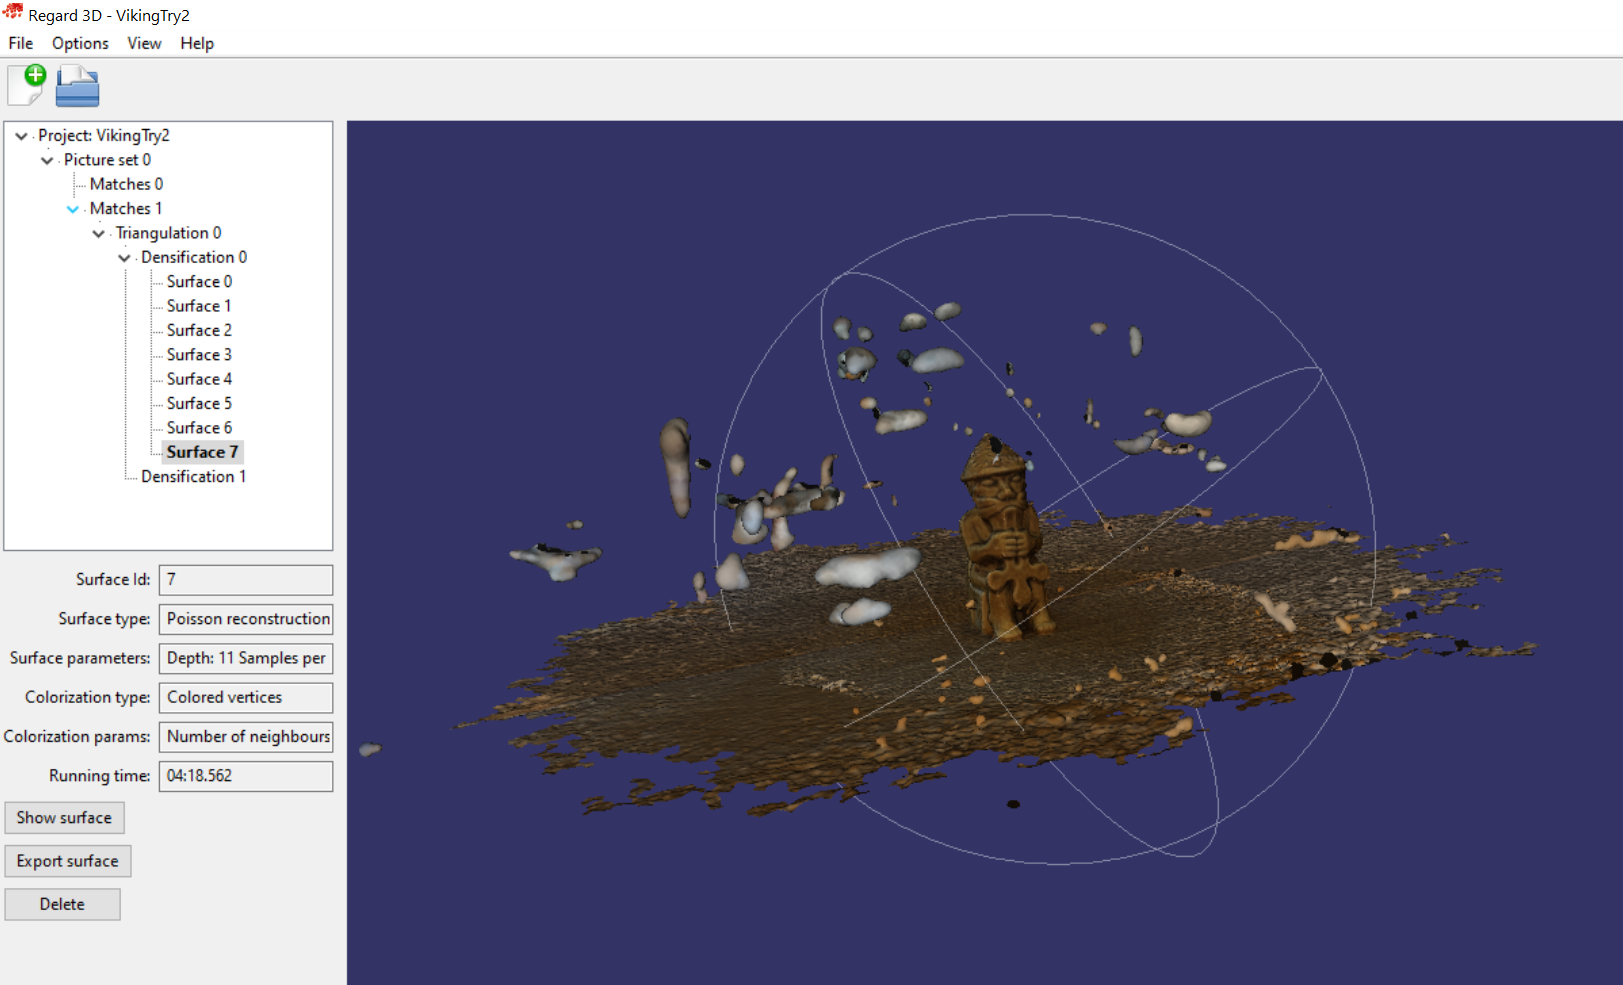 Regard 3D - VikingTry2
File Options View Help
Project: VikingTry2
Picture set 0
Matches 0
Matches 1
Triangulation 0
Densification 0
Surface 0
Surface 1
Surface 2
Surface 3
Surface 4
Surface 5
Surface 6
Surface 7
Densification 1
Surface Id: 7
Surface type: Poisson reconstruction
Surface parameters: Depth: 11 Samples per
Colorization type: Colored vertices
Colorization params: Number of neighbours
Running time: 04:18.562
Show surface
Export surface
Delete